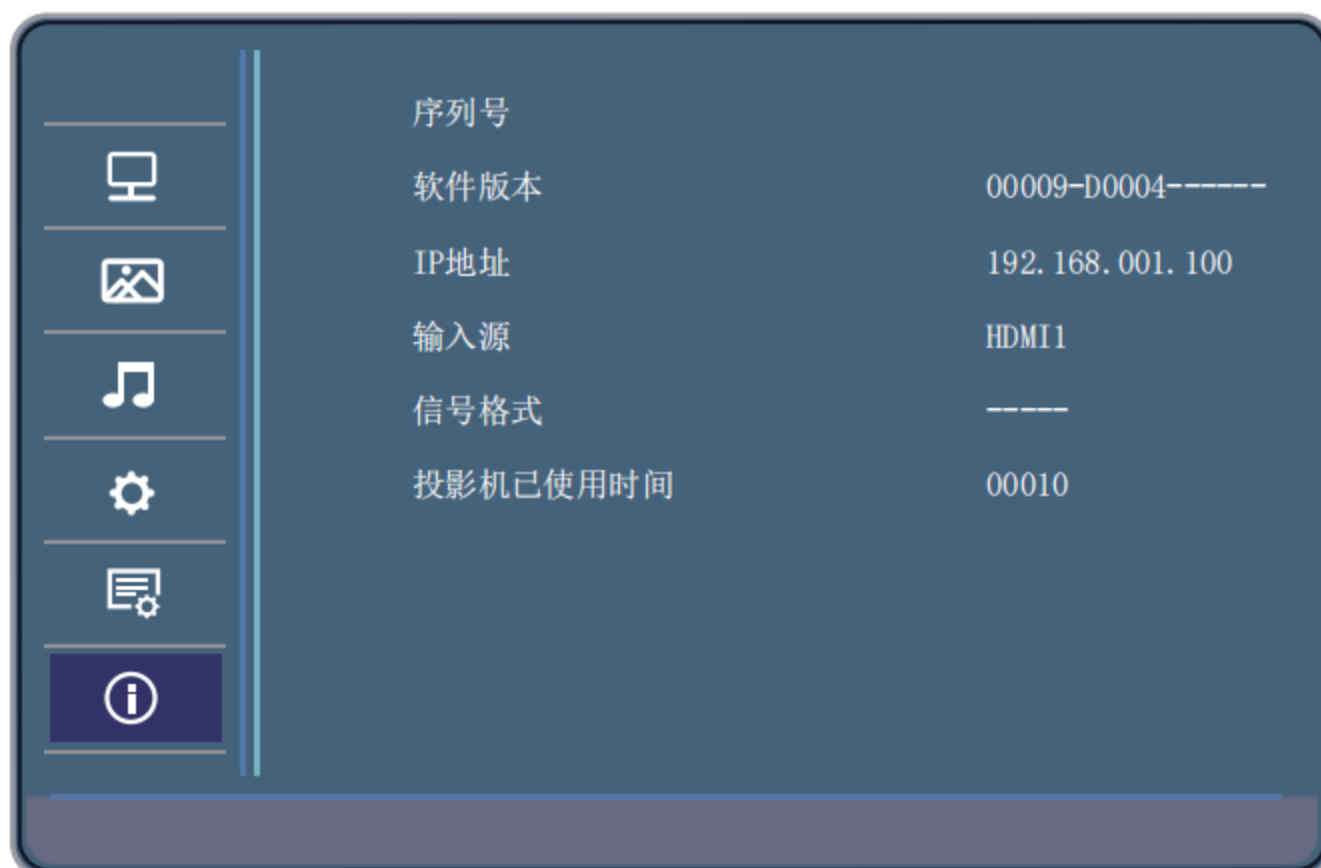 序列号
软件版本 00009-D0004------
IP地址 192.168.001.100
输入源 HDMI1
信号格式 -----
投影机已使用时间 00010